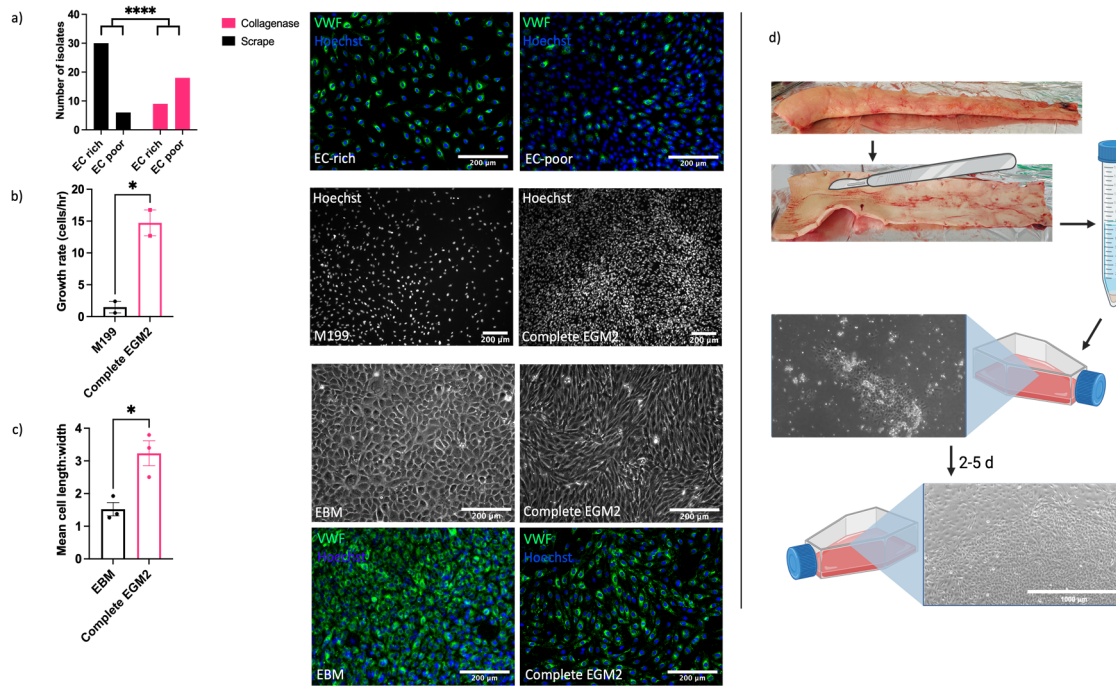 a)
****
Collagenase
Scrape
Number of isolates
40
30
20
10
0
EC rich
EC poor
EC rich
EC poor
VWF
Hoechst
EC-rich
200 µm
VWF
Hoechst
EC-poor
200 µm
b)
*
Growth rate (cells/hr)
20
15
10
5
0
M199
Complete EGM2
Hoechst
M199
200 µm
Hoechst
Complete EGM2
200 µm
c)
*
Mean cell length:width
4
3
2
1
0
EBM
Complete EGM2
EBM
200 µm
Complete EGM2
200 µm
VWF
Hoechst
EBM
200 µm
VWF
Hoechst
Complete EGM2
200 µm
d)
2-5 d
1000 µm